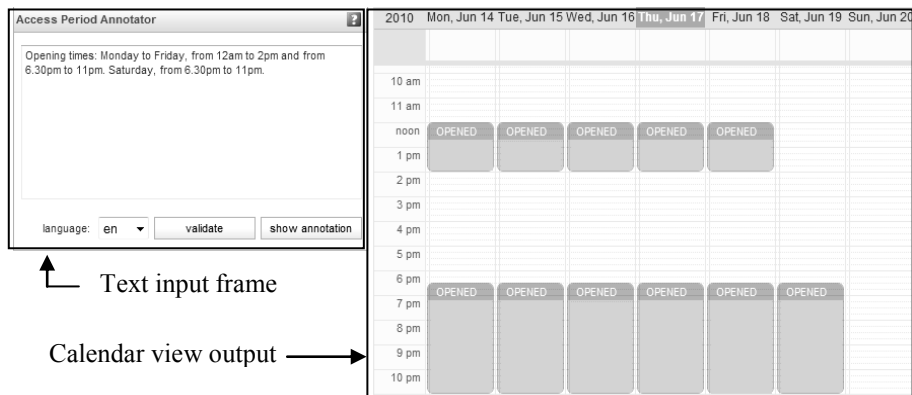 Access Period Annotator ?
Opening times: Monday to Friday, from 12am to 2pm and from
6.30pm to 11pm. Saturday, from 6.30pm to 11pm.
language: en validate show annotation
Text input frame
Calendar view output
2010 Mon, Jun 14 Tue, Jun 15 Wed, Jun 16 Thu, Jun 17 Fri, Jun 18 Sat, Jun 19 Sun, Jun 20
10 am
11 am
noon OPENED OPENED OPENED OPENED OPENED
1 pm
2 pm
3 pm
4 pm
5 pm
6 pm
OPENED OPENED OPENED OPENED OPENED OPENED
7 pm
8 pm
9 pm
10 pm